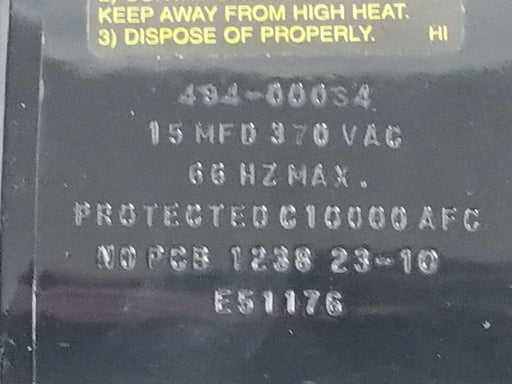 KEEP AWAY FROM HIGH HEAT.
3) DISPOSE OF PROPERLY. HI
494-00034
15 MFD 370 VAC
66 HZ MAX.
PROTECTED C10000 AFC
NO PCB 1238 23-10
E51176